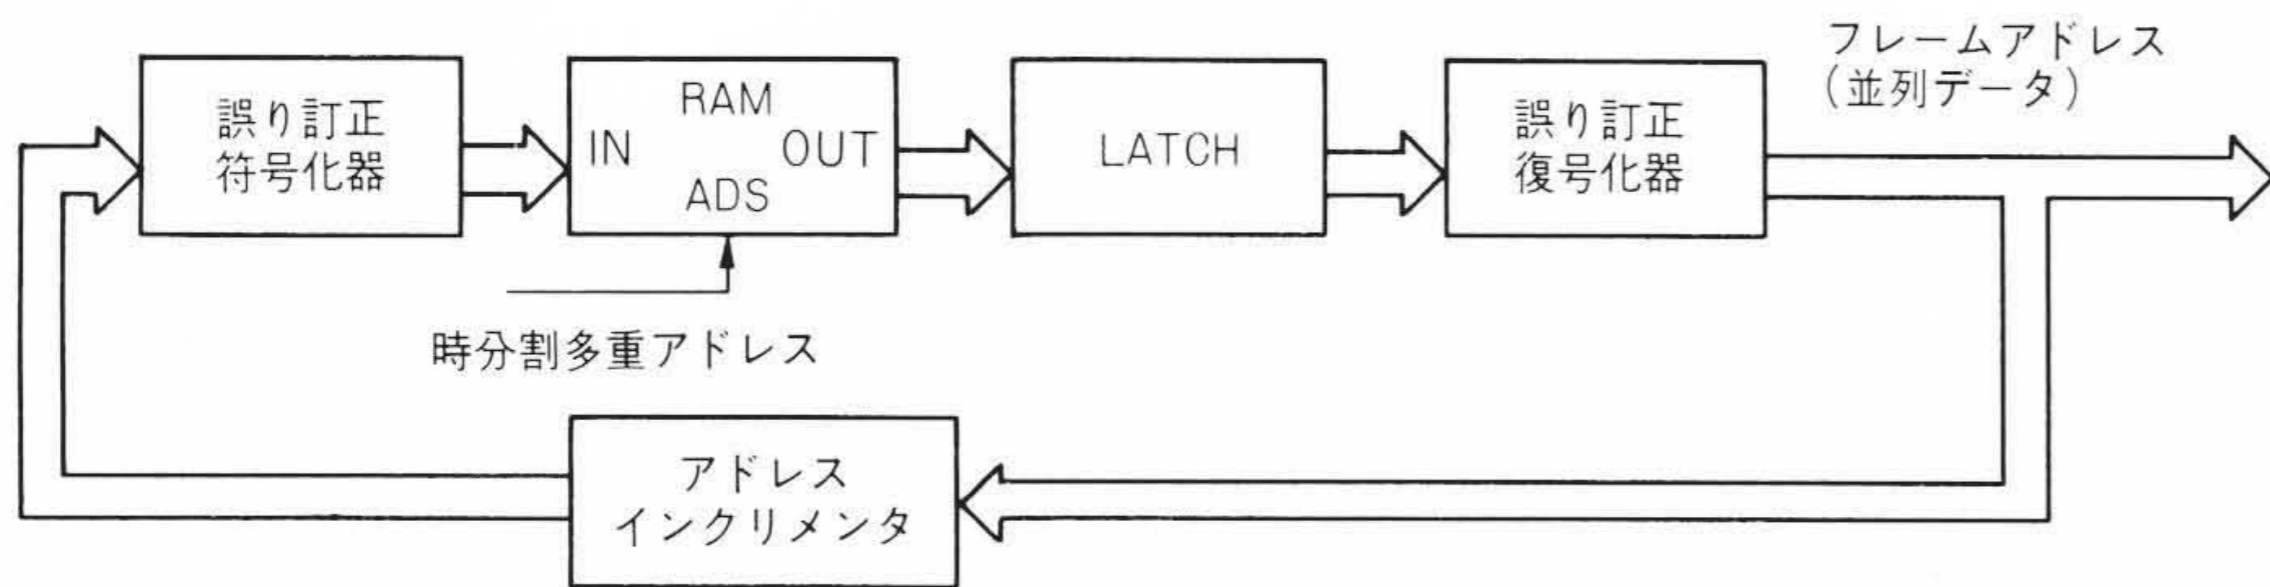 フレームアドレス
(並列データ)
誤り訂正
符号化器
RAM
IN
OUT
ADS
LATCH
誤り訂正
復号化器
時分割多重アドレス
アドレス
インクリメンタ